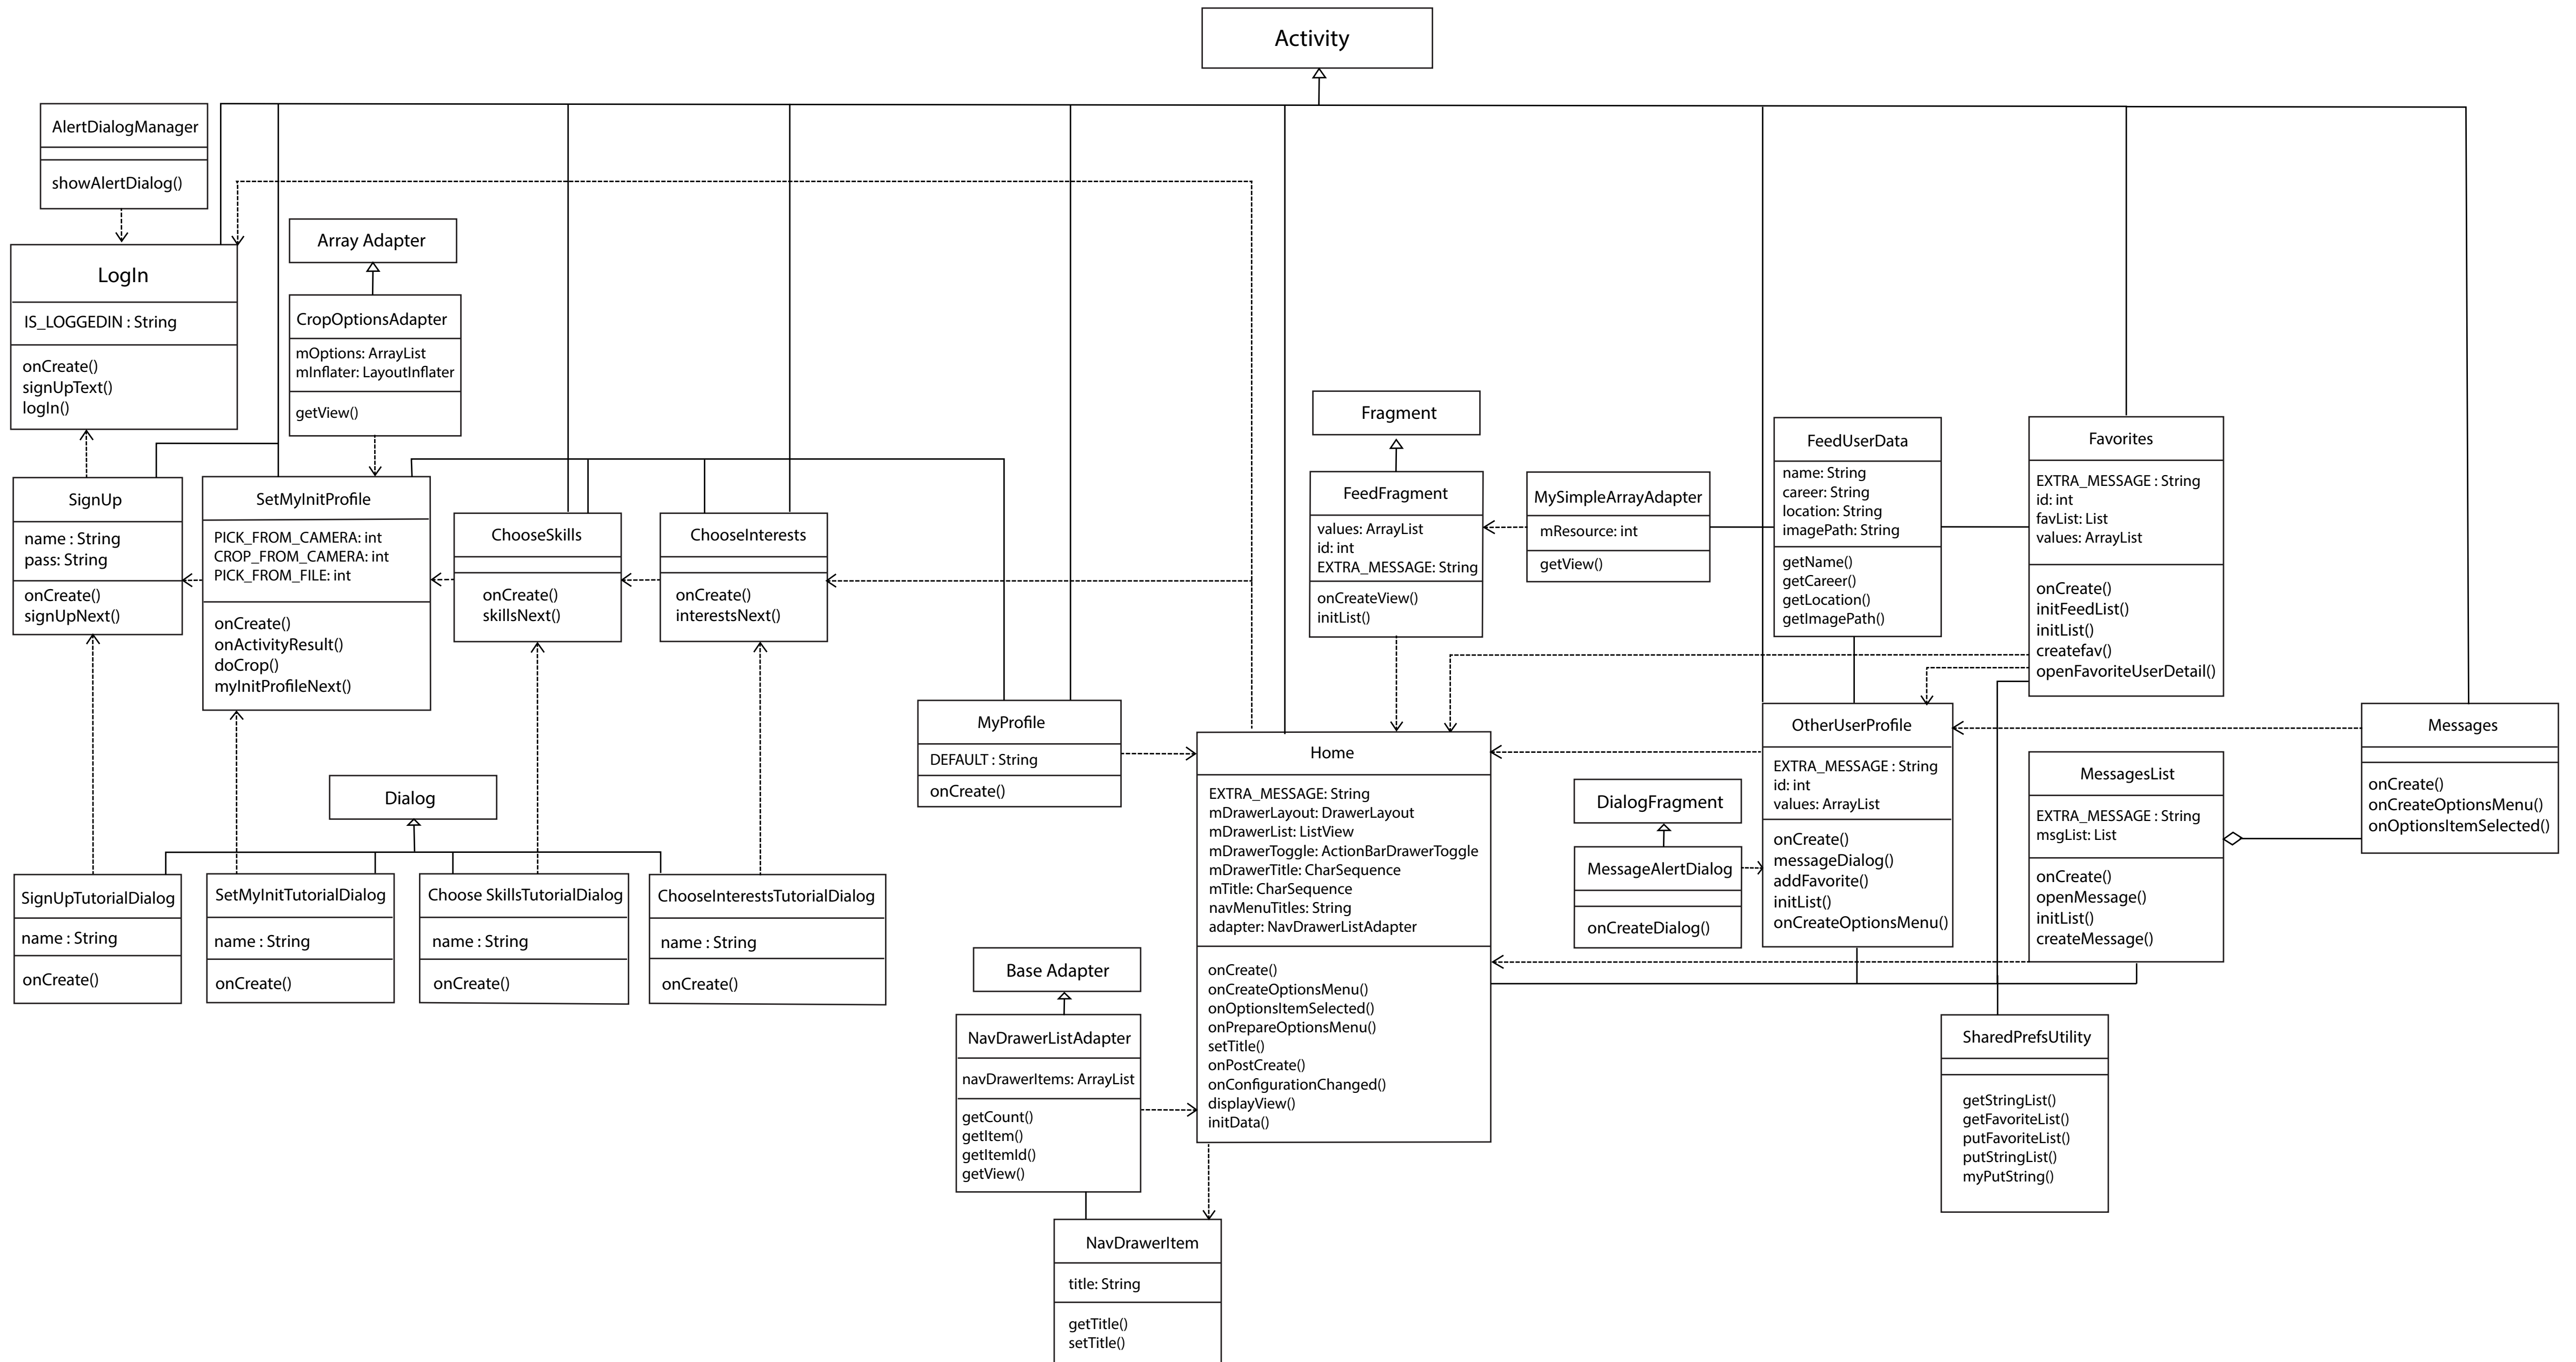 Activity
AlertDialogManager
showAlertDialog()
LogIn
IS_LOGGEDIN : String
onCreate()
signUpText()
logIn()
Array Adapter
CropOptionsAdapter
mOptions: ArrayList
mInflater: LayoutInflater
getView()
SignUp
name : String
pass: String
onCreate()
signUpNext()
SetMyInitProfile
PICK_FROM_CAMERA: int
CROP_FROM_CAMERA: int
PICK_FROM_FILE: int
onCreate()
onActivityResult()
doCrop()
myInitProfileNext()
ChooseSkills
onCreate()
skillsNext()
ChooseInterests
onCreate()
interestsNext()
Fragment
FeedFragment
values: ArrayList
id: int
EXTRA_MESSAGE: String
onCreateView()
initList()
MySimpleArrayAdapter
mResource: int
getView()
FeedUserData
name: String
career: String
location: String
imagePath: String
getName()
getCareer()
getLocation()
getImagePath()
Favorites
EXTRA_MESSAGE : String
id: int
favList: List
values: ArrayList
onCreate()
initFeedList()
initList()
createfav()
openFavoriteUserDetail()
MyProfile
DEFAULT : String
onCreate()
Home
EXTRA_MESSAGE: String
mDrawerLayout: DrawerLayout
mDrawerList: ListView
mDrawerToggle: ActionBarDrawerToggle
mDrawerTitle: CharSequence
mTitle: CharSequence
navMenuTitles: String
adapter: NavDrawerListAdapter
onCreate()
onCreateOptionsMenu()
onOptionsItemSelected()
onPrepareOptionsMenu()
setTitle()
onPostCreate()
onConfigurationChanged()
displayView()
initData()
OtherUserProfile
EXTRA_MESSAGE : String
id: int
values: ArrayList
onCreate()
messageDialog()
addFavorite()
initList()
onCreateOptionsMenu()
Messages
onCreate()
onCreateOptionsMenu()
onOptionsItemSelected()
MessagesList
EXTRA_MESSAGE : String
msgList: List
onCreate()
openMessage()
initList()
createMessage()
DialogFragment
MessageAlertDialog
onCreateDialog()
Dialog
SignUpTutorialDialog
name : String
onCreate()
SetMyInitTutorialDialog
name : String
onCreate()
Choose SkillsTutorialDialog
name : String
onCreate()
ChooseInterestsTutorialDialog
name : String
onCreate()
Base Adapter
NavDrawerListAdapter
navDrawerItems: ArrayList
getCount()
getItem()
getItemId()
getView()
SharedPrefsUtility
getStringList()
getFavoriteList()
putFavoriteList()
putStringList()
myPutString()
NavDrawerItem
title: String
getTitle()
setTitle()